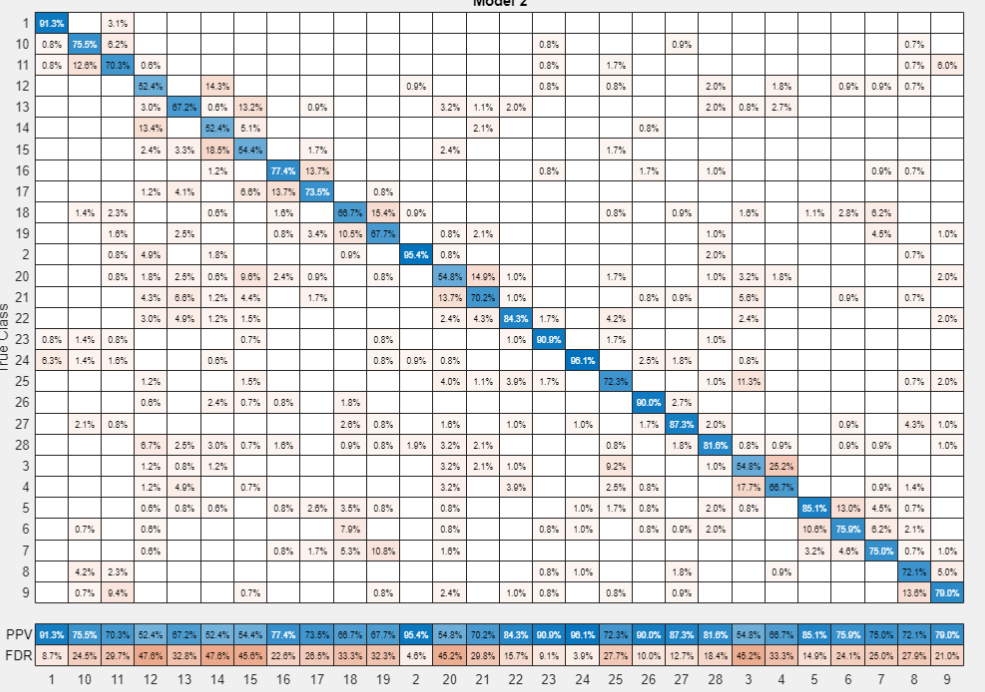 Model 2
True Class
1 91.3% 3.1%
10 0.8% 75.5% 6.2% 0.8% 0.9% 0.7%
11 0.8% 12.6% 70.3% 0.6% 0.8% 1.7% 0.7% 6.0%
12 52.4% 14.3% 0.9% 0.8% 0.8% 2.0% 1.8% 0.9% 0.9% 0.7%
13 3.0% 67.2% 0.6% 13.2% 0.9% 3.2% 1.1% 2.0% 2.0% 0.8% 2.7%
14 13.4% 52.4% 5.1% 2.1% 0.8%
15 2.4% 3.3% 18.5% 54.4% 1.7% 2.4% 1.7%
16 1.2% 77.4% 13.7% 0.8% 1.7% 1.0% 0.9% 0.7%
17 1.2% 4.1% 6.6% 13.7% 73.5% 0.8%
18 1.4% 2.3% 0.6% 1.6% 66.7% 15.4% 0.9% 0.8% 0.9% 1.6% 1.1% 2.8% 6.2%
19 1.6% 2.5% 0.8% 3.4% 10.5% 67.7% 0.8% 2.1% 1.0% 4.5% 1.0%
2 0.8% 4.9% 1.8% 0.9% 95.4% 0.8% 2.0% 0.7%
20 0.8% 1.8% 2.5% 0.6% 9.6% 2.4% 0.9% 0.8% 54.8% 14.9% 1.0% 1.7% 1.0% 3.2% 1.8% 2.0%
21 4.3% 6.6% 1.2% 4.4% 1.7% 13.7% 70.2% 1.0% 0.8% 0.9% 5.6% 0.9% 0.7%
22 3.0% 4.9% 1.2% 1.5% 2.4% 4.3% 84.3% 1.7% 4.2% 2.4% 2.0%
23 0.8% 1.4% 0.8% 0.7% 0.8% 1.0% 90.9% 1.7% 1.0%
24 6.3% 1.4% 1.6% 0.6% 0.8% 0.9% 0.8% 96.1% 2.5% 1.8% 0.8%
25 1.2% 1.5% 4.0% 1.1% 3.9% 1.7% 72.3% 1.0% 11.3% 0.7% 2.0%
26 0.6% 2.4% 0.7% 0.8% 1.8% 90.0% 2.7%
27 2.1% 0.8% 2.6% 0.8% 1.6% 1.0% 1.0% 1.7% 87.3% 2.0% 0.9% 4.3% 1.0%
28 6.7% 2.5% 3.0% 0.7% 1.6% 0.9% 0.8% 1.9% 3.2% 2.1% 0.8% 1.8% 81.6% 0.8% 0.9% 0.9% 0.9% 1.0%
3 1.2% 0.8% 1.2% 3.2% 2.1% 1.0% 9.2% 1.0% 54.8% 25.2%
4 1.2% 4.9% 0.7% 3.2% 3.9% 2.5% 0.8% 17.7% 66.7% 0.9% 1.4%
5 0.6% 0.8% 0.6% 0.8% 2.6% 3.5% 0.8% 0.8% 1.0% 1.7% 0.8% 2.0% 0.8% 85.1% 13.0% 4.5% 0.7%
6 0.7% 0.6% 7.9% 0.8% 0.8% 1.0% 0.8% 0.9% 2.0% 10.6% 75.9% 6.2% 2.1%
7 0.6% 0.8% 1.7% 5.3% 10.8% 1.6% 3.2% 4.6% 75.0% 0.7% 1.0%
8 4.2% 2.3% 0.8% 1.0% 1.8% 0.9% 72.1% 5.0%
9 0.7% 9.4% 0.7% 0.8% 2.4% 1.0% 0.8% 0.8% 0.9% 13.6% 79.0%
PPV 91.3% 75.5% 70.3% 52.4% 67.2% 52.4% 54.4% 77.4% 73.5% 66.7% 67.7% 95.4% 54.8% 70.2% 84.3% 90.9% 96.1% 72.3% 90.0% 87.3% 81.6% 54.8% 66.7% 85.1% 75.9% 75.0% 72.1% 79.0%
FDR 8.7% 24.5% 29.7% 47.6% 32.8% 47.6% 45.6% 22.6% 26.5% 33.3% 32.3% 4.6% 45.2% 29.8% 15.7% 9.1% 3.9% 27.7% 10.0% 12.7% 18.4% 45.2% 33.3% 14.9% 24.1% 25.0% 27.9% 21.0%
1 10 11 12 13 14 15 16 17 18 19 2 20 21 22 23 24 25 26 27 28 3 4 5 6 7 8 9